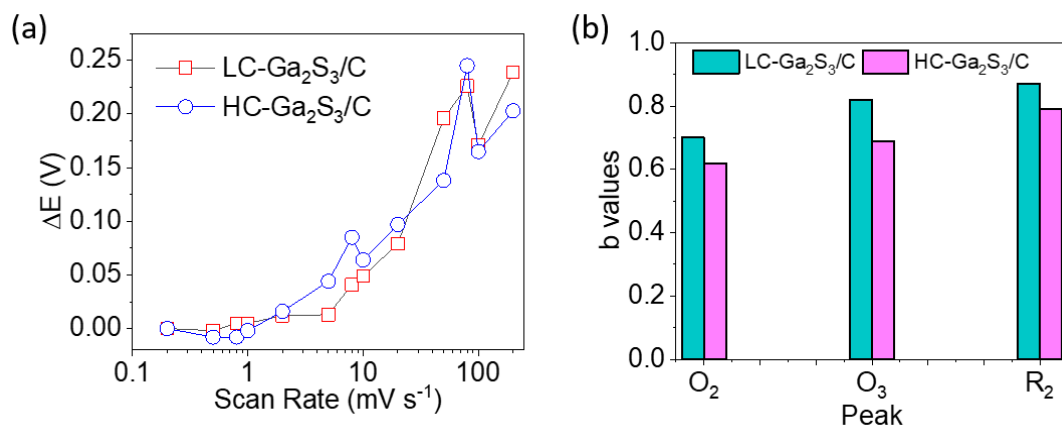 (a)
LC-Ga₂S₃/C
HC-Ga₂S₃/C
0.25
0.20
0.15
0.10
0.05
0.00
ΔE (V)
0.1 1 10 100
Scan Rate (mV s⁻¹)
(b)
LC-Ga₂S₃/C HC-Ga₂S₃/C
1.0
0.8
0.6
0.4
0.2
0.0
b values
O₂ O₃ R₂
Peak